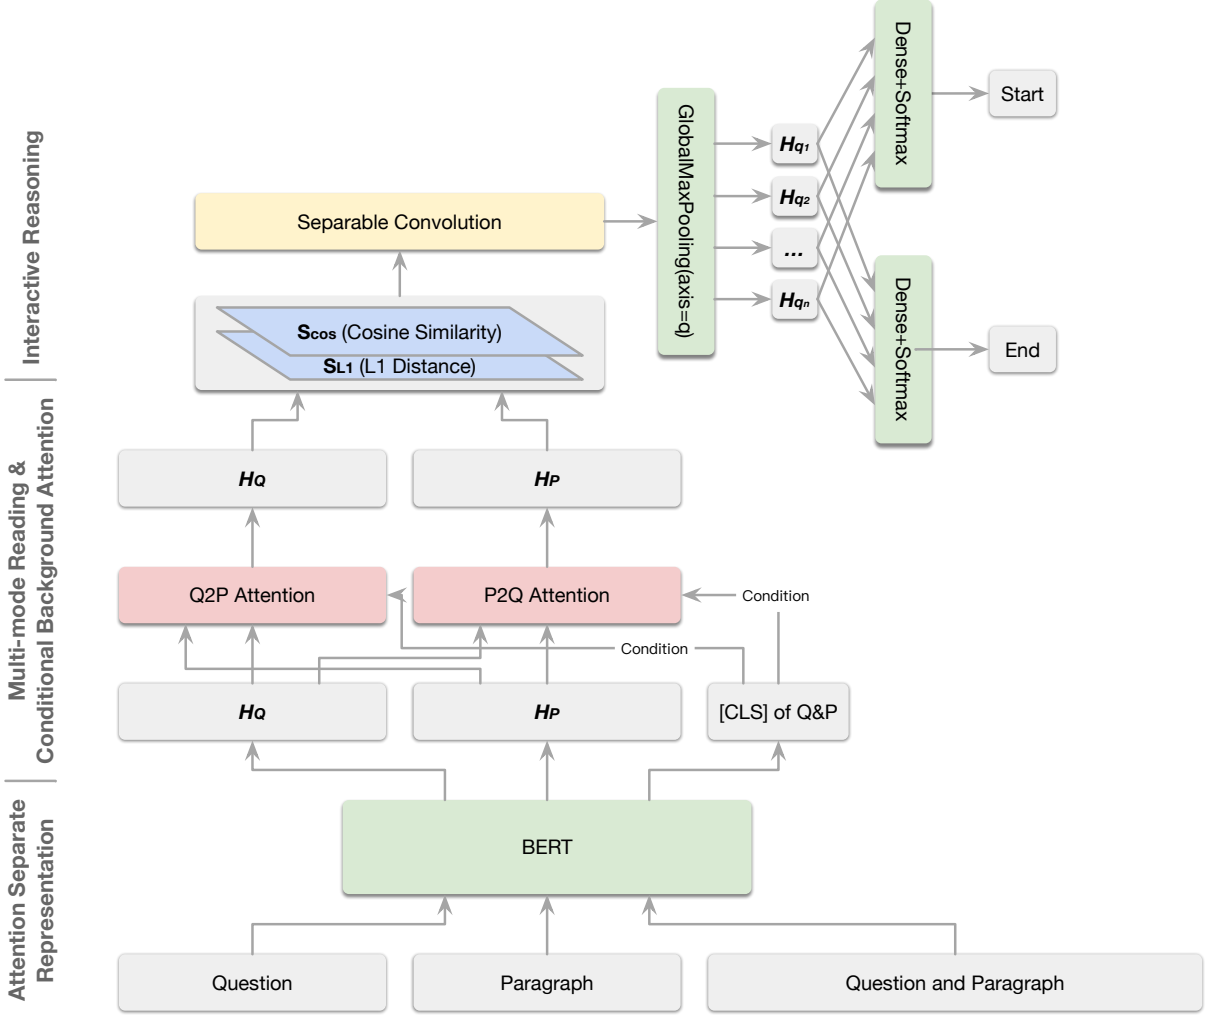 Interactive Reasoning
Multi-mode Reading &
Conditional Background Attention
Attention Separate
Representation
Dense+Softmax
Start
GlobalMaxPooling(axis=q)
Hq1
Hq2
...
Hqn
Dense+Softmax
End
Separable Convolution
Scos (Cosine Similarity)
SL1 (L1 Distance)
HQ
HP
Q2P Attention
P2Q Attention
Condition
Condition
HQ
HP
[CLS] of Q&P
BERT
Question
Paragraph
Question and Paragraph